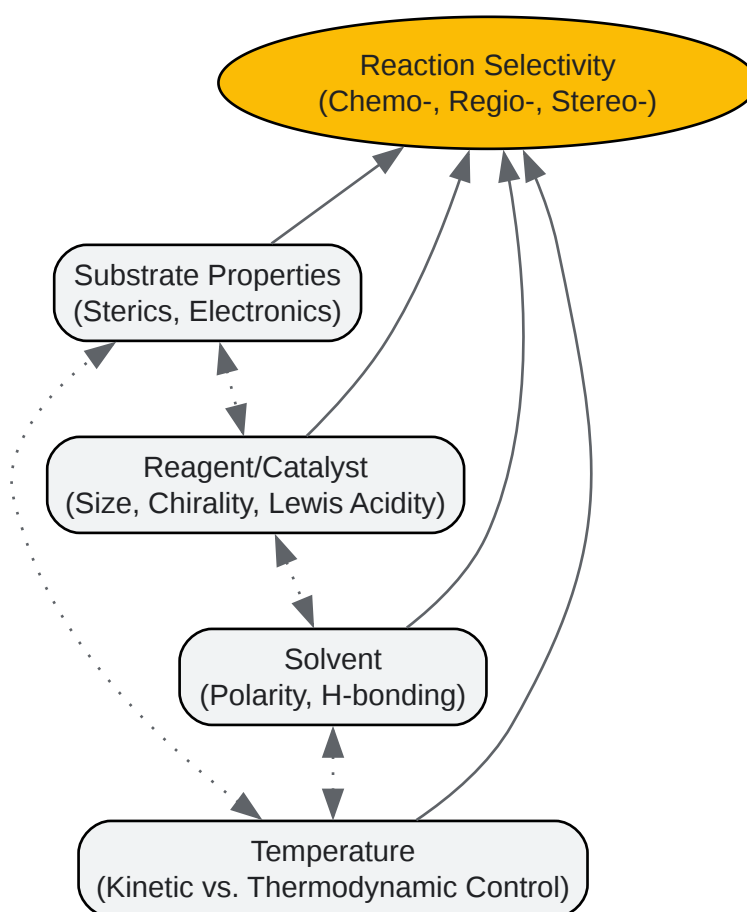 Reaction Selectivity
(Chemo-, Regio-, Stereo-)
Substrate Properties
(Sterics, Electronics)
Reagent/Catalyst
(Size, Chirality, Lewis Acidity)
Solvent
(Polarity, H-bonding)
Temperature
(Kinetic vs. Thermodynamic Control)